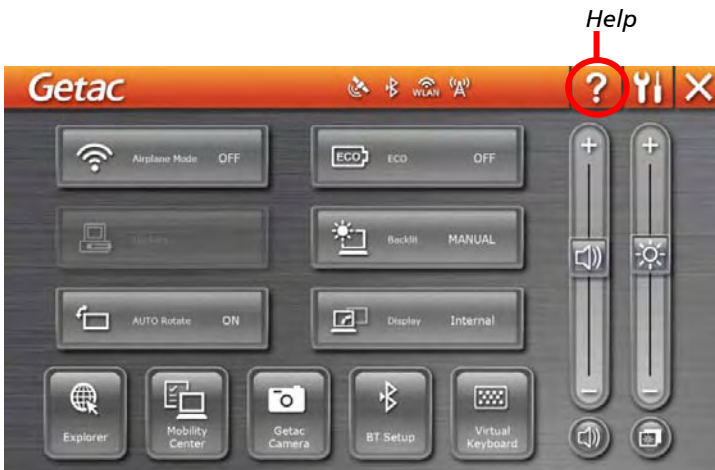 Help
Getac
WLAN
?
Airplane Mode OFF
ECO ECO OFF
Backlit MANUAL
AUTO Rotate ON
Display Internal
Explorer
Mobility
Center
Getac
Camera
BT Setup
Virtual
Keyboard